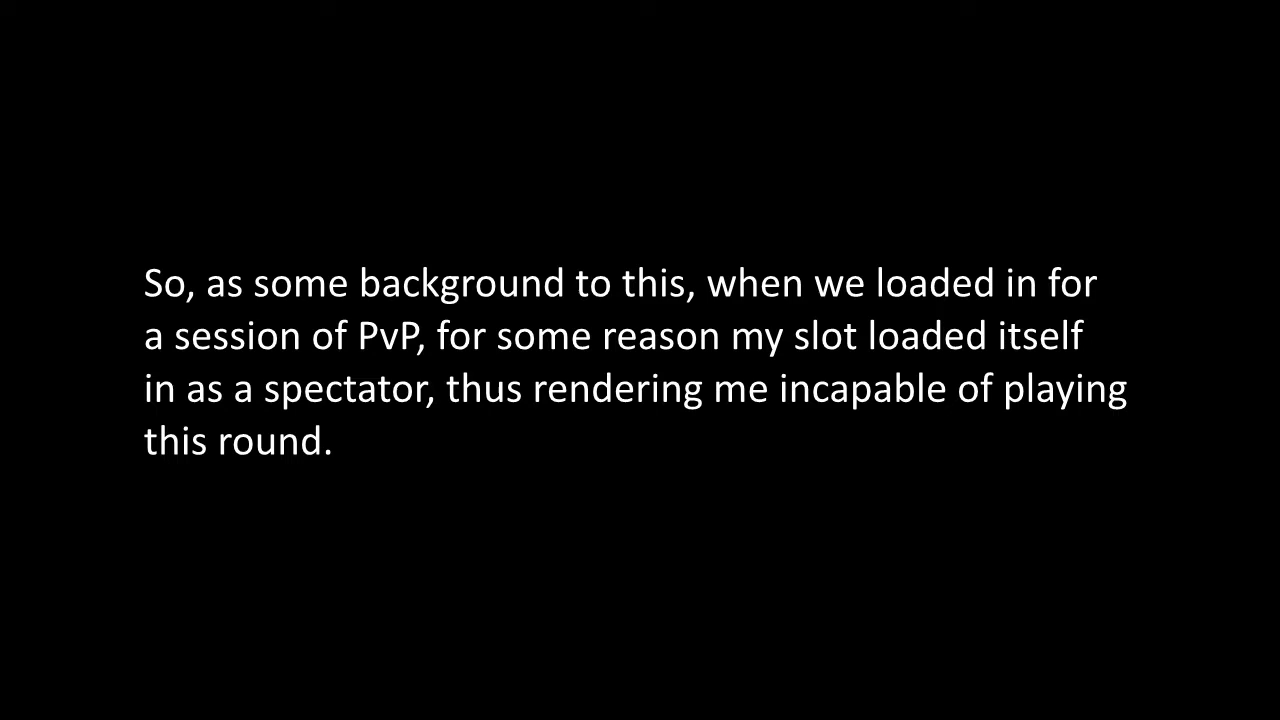 So, as some background to this, when we loaded in for
a session of PvP, for some reason my slot loaded itself
in as a spectator, thus rendering me incapable of playing
this round.